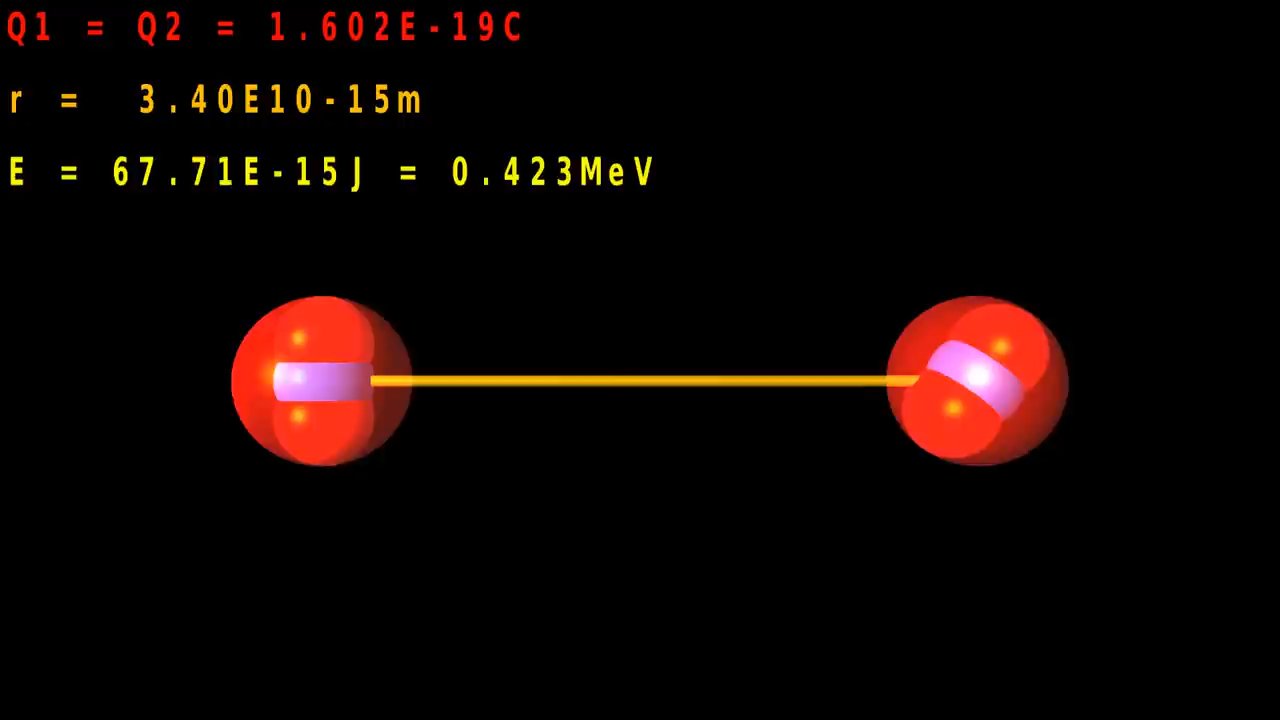 Q1 = Q2 = 1.602E-19C
r = 3.40E10-15m
E = 67.71E-15J = 0.423MeV